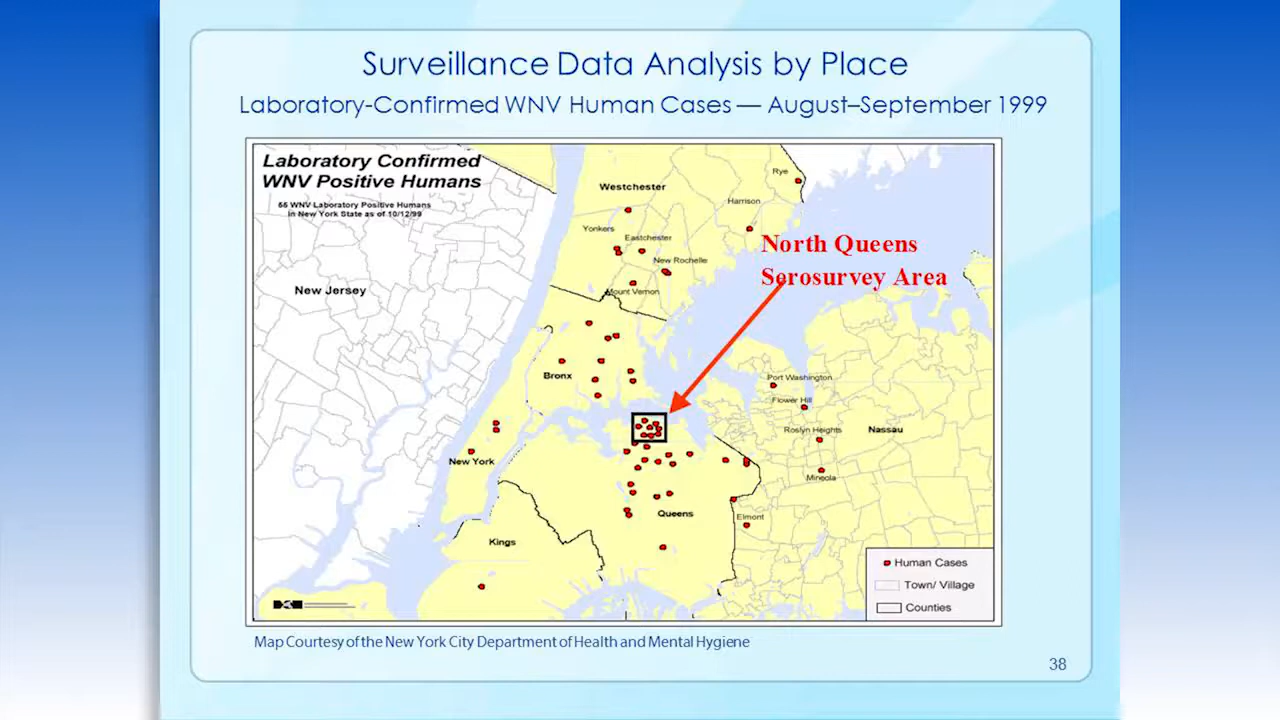 Surveillance Data Analysis by Place
Laboratory-Confirmed WNV Human Cases — August–September 1999
Laboratory Confirmed
WNV Positive Humans
56 WNV Laboratory Positive Humans
in New York State as of 10/12/99
Rye
Westchester
Harrison
Yonkers
Eastchester
North Queens
New Rochelle
Serosurvey Area
New Jersey
Mount Vernon
Bronx
Port Washington
Flower Hill
Roslyn Heights
Nassau
New York
Mineola
Queens
Elmont
Kings
Human Cases
Town/ Village
Counties
Map Courtesy of the New York City Department of Health and Mental Hygiene
38